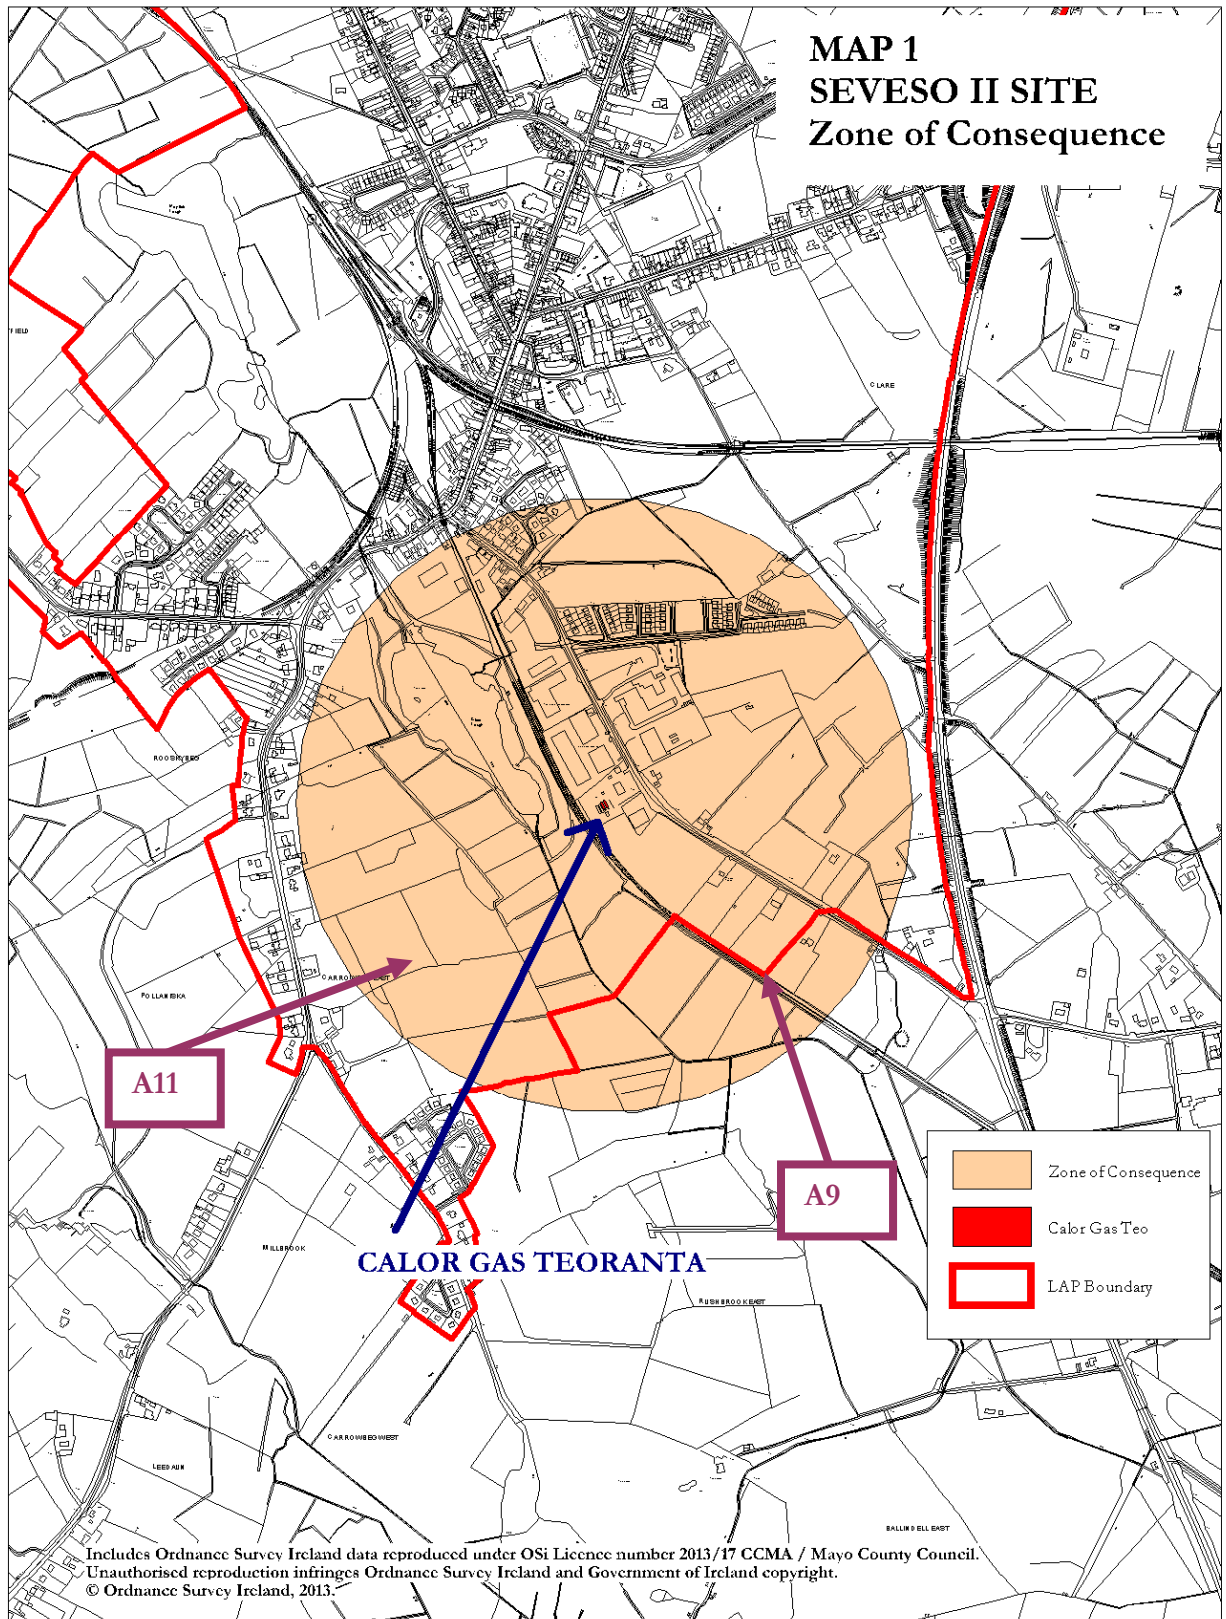 MAP 1
SEVESO II SITE
Zone of Consequence
CLARE
ROOSKYBEG
POLLANISKA
A11
A9
Zone of Consequence
Calor Gas Teo
LAP Boundary
CALOR GAS TEORANTA
MILLBROOK
RUSHBROOK EAST
CARROWBEG WEST
LEEDAUN
BALLINDELL EAST
Includes Ordnance Survey Ireland data reproduced under OSi Licence number 2013/17 CCMA / Mayo County Council.
Unauthorised reproduction infringes Ordnance Survey Ireland and Government of Ireland copyright.
© Ordnance Survey Ireland, 2013.